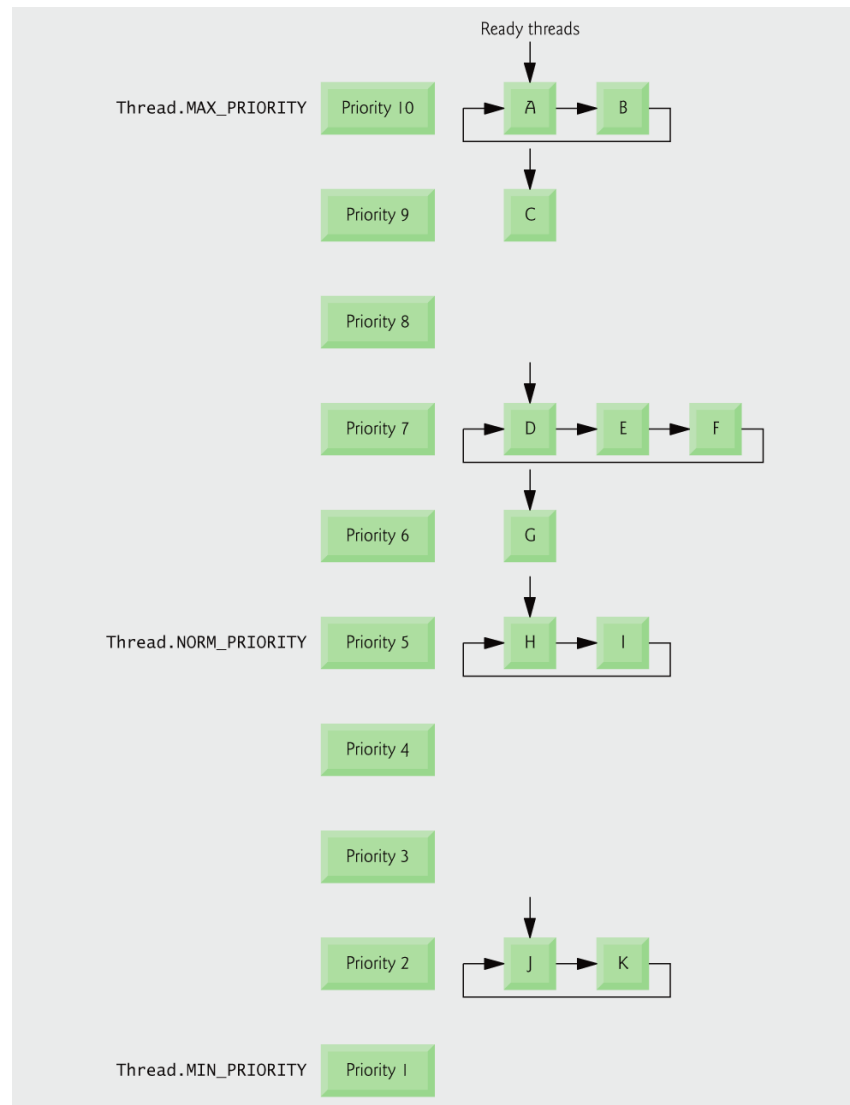 Ready threads
Thread.MAX_PRIORITY Priority 10 A B
Priority 9 C
Priority 8
Priority 7 D E F
Priority 6 G
Thread.NORM_PRIORITY Priority 5 H I
Priority 4
Priority 3
Priority 2 J K
Thread.MIN_PRIORITY Priority 1